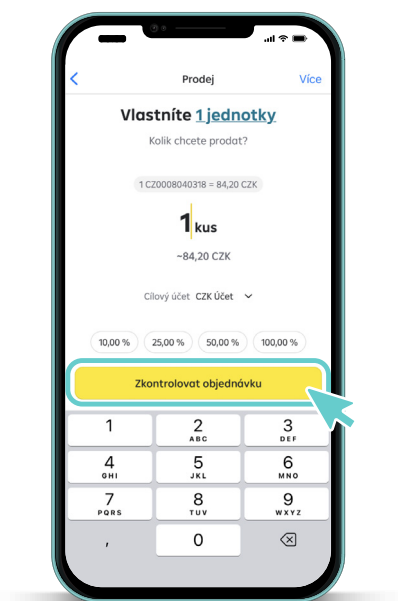 Prodej
Více
Vlastníte 1 jednotky
Kolik chcete prodat?
1 CZ0008040318 = 84,20 CZK
1 kus
~84,20 CZK
Cílový účet CZK Účet
10,00 % 25,00 % 50,00 % 100,00 %
Zkontrolovat objednávku
1 2 3
ABC DEF
4 5 6
GHI JKL MNO
7 8 9
PQRS TUV WXYZ
, 0